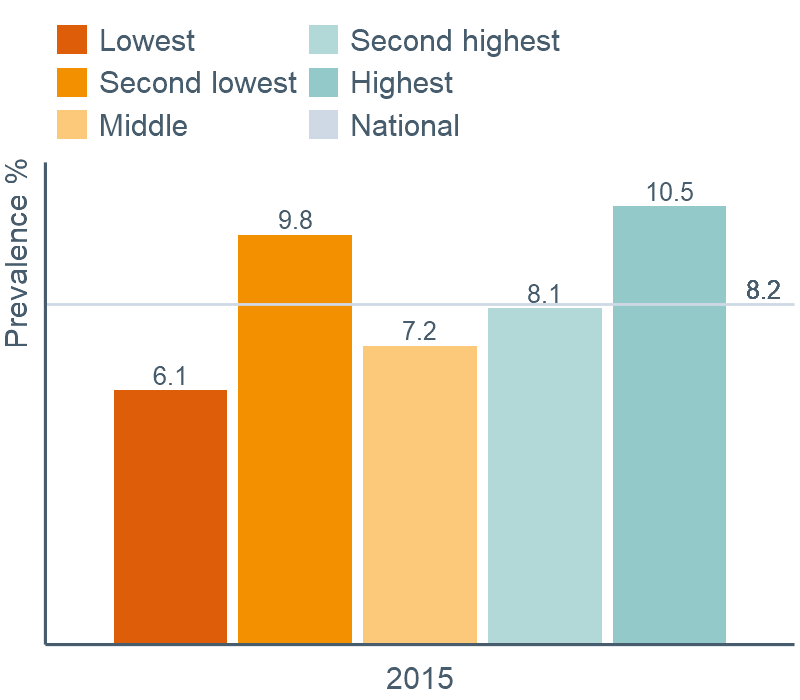 Lowest
Second lowest
Middle
Second highest
Highest
National
Prevalence %
6.1
9.8
7.2
8.1
10.5
8.2
2015